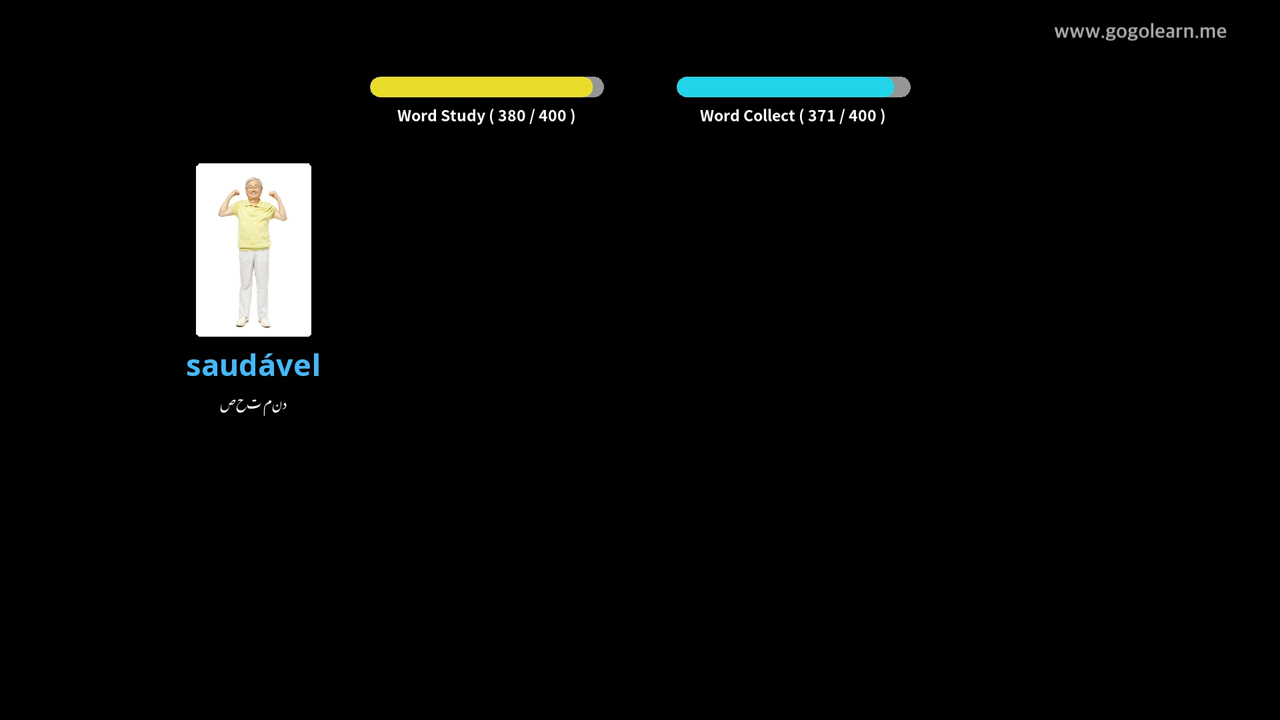 www.gogolearn.me
Word Study ( 380 / 400 )
Word Collect ( 371 / 400 )
saudável
صحت مند